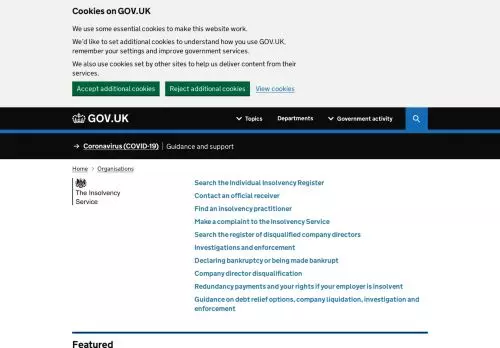 Cookies on GOV.UK
We use some essential cookies to make this website work.
We'd like to set additional cookies to understand how you use GOV.UK,
remember your settings and improve government services.
We also use cookies set by other sites to help us deliver content from their
services.
Accept additional cookies Reject additional cookies View cookies
GOV.UK Topics Departments Government activity
→ Coronavirus (COVID-19) Guidance and support
Home > Organisations
The Insolvency
Service
Search the Individual Insolvency Register
Contact an official receiver
Find an insolvency practitioner
Make a complaint to the Insolvency Service
Search the register of disqualified company directors
Investigations and enforcement
Declaring bankruptcy or being made bankrupt
Company director disqualification
Redundancy payments and your rights if your employer is insolvent
Guidance on debt relief options, company liquidation, investigation and
enforcement
Featured